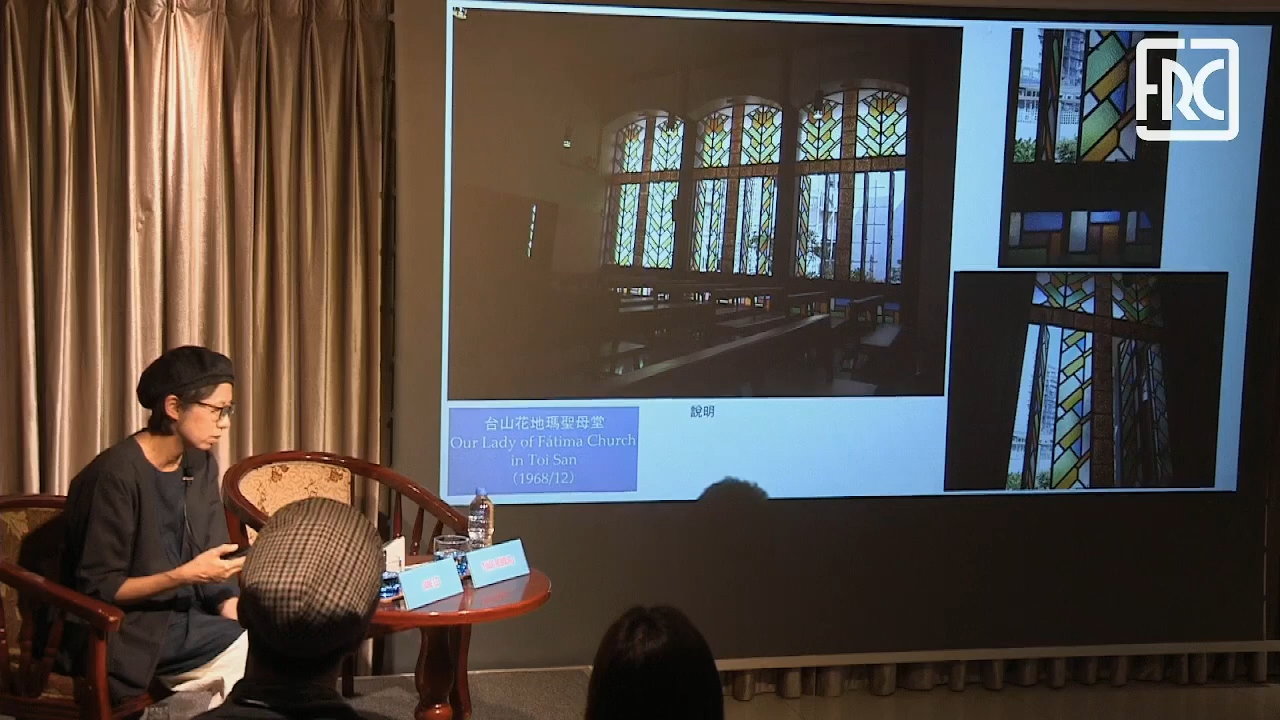 FRC
說明
台山花地瑪聖母堂
Our Lady of Fátima Church
in Toi San
(1968/12)